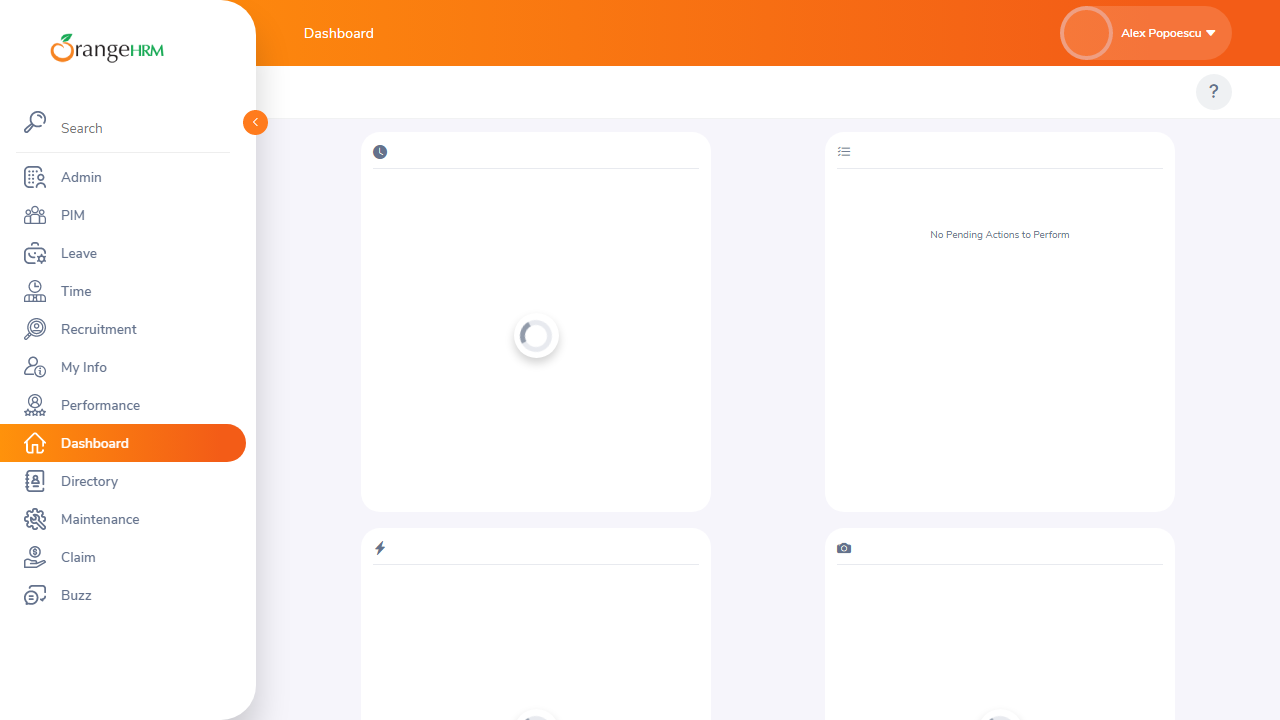 OrangeHRM
Dashboard
Alex Popoescu
Search
?
Admin
PIM
Leave
Time
Recruitment
My Info
Performance
Dashboard
Directory
Maintenance
Claim
Buzz
No Pending Actions to Perform